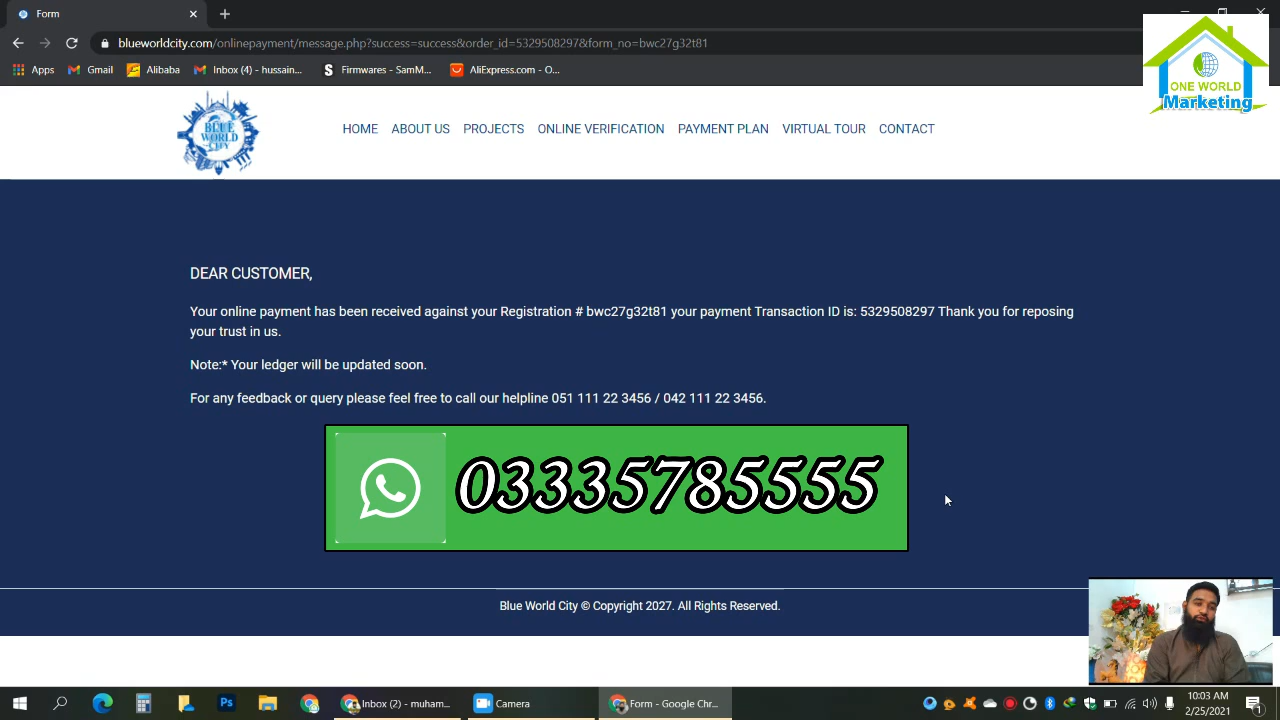 Form
blueworldcity.com/onlinepayment/message.php?success=success&order_id=5329508297&form_no=bwc27g32t81
Apps Gmail Alibaba Inbox (4) - hussain... Firmwares - SamM... AliExpress.com - O...
ONE WORLD
Marketing
BLUE
WORLD
CITY
HOME ABOUT US PROJECTS ONLINE VERIFICATION PAYMENT PLAN VIRTUAL TOUR CONTACT
DEAR CUSTOMER,
Your online payment has been received against your Registration # bwc27g32t81 your payment Transaction ID is: 5329508297 Thank you for reposing
your trust in us.
Note:* Your ledger will be updated soon.
For any feedback or query please feel free to call our helpline 051 111 22 3456 / 042 111 22 3456.
03335785555
Blue World City © Copyright 2027. All Rights Reserved.
Inbox (2) - muham... Camera Form - Google Chr...
10:03 AM
2/25/2021